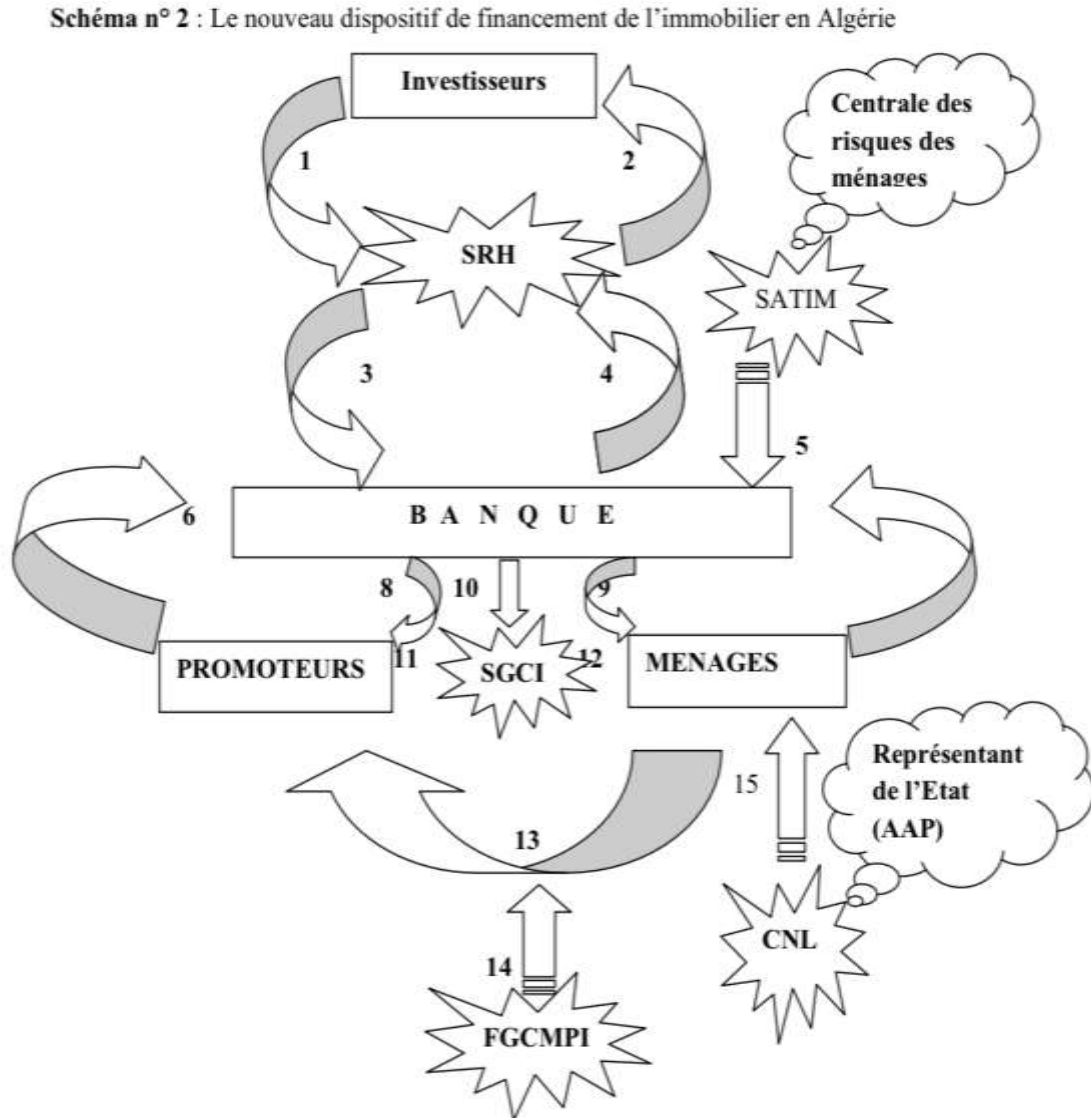 Schéma n° 2 : Le nouveau dispositif de financement de l’immobilier en Algérie
Investisseurs
Centrale des
risques des
ménages
1
2
SRH
SATIM
3
4
5
6
B A N Q U E
8
10
9
PROMOTEURS
11
SGCI
12
MENAGES
Représentant
de l’Etat
(AAP)
15
13
CNL
14
FGCMPI